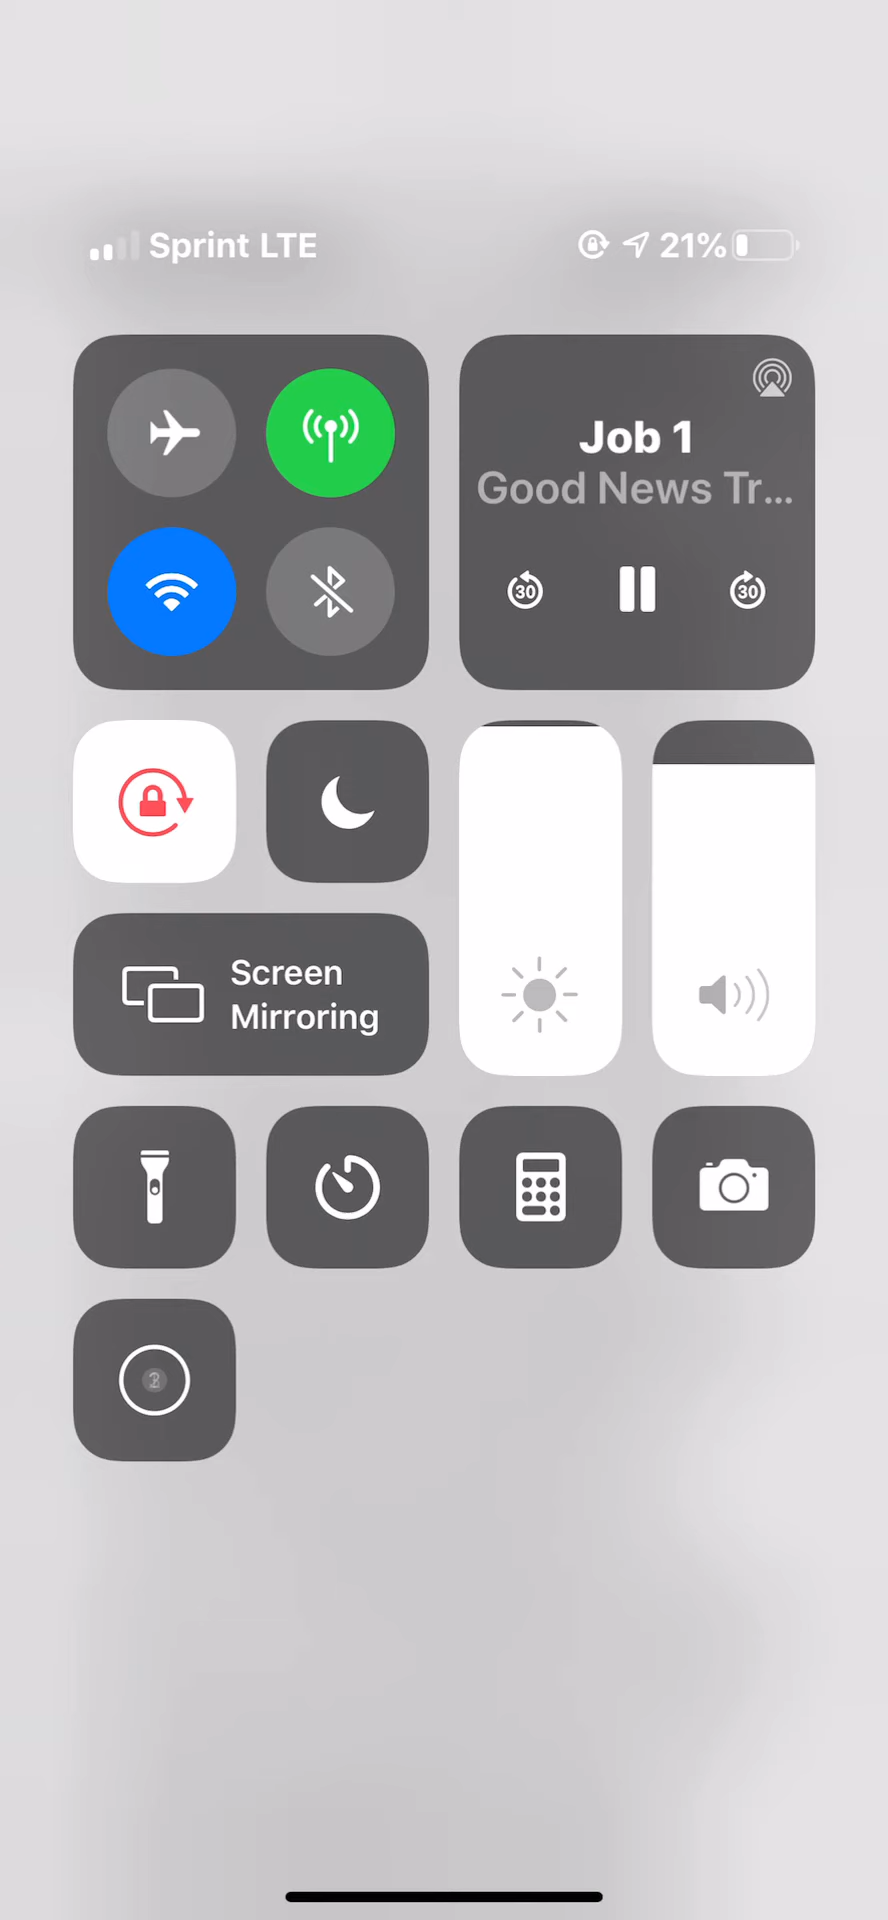 Sprint LTE
21%
Job 1
Good News Tr...
30
30
Screen
Mirroring